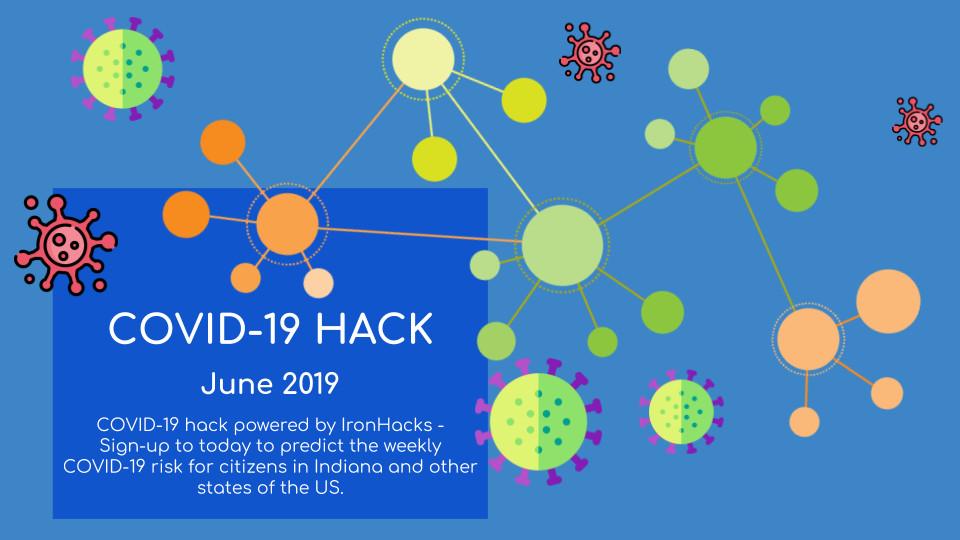 COVID-19 HACK
June 2019
COVID-19 hack powered by IronHacks -
Sign-up to today to predict the weekly
COVID-19 risk for citizens in Indiana and other
states of the US.